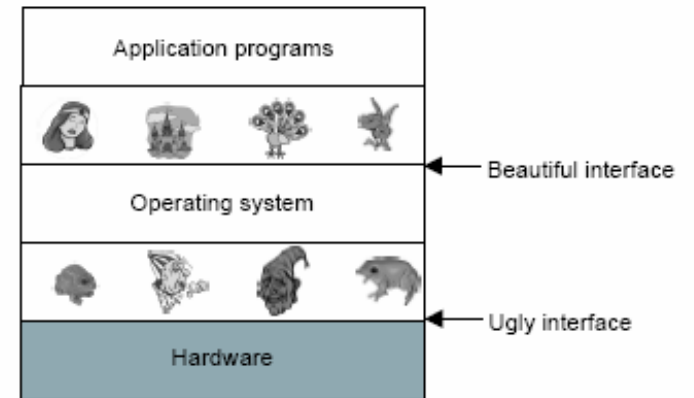 Application programs
Beautiful interface
Operating system
Ugly interface
Hardware